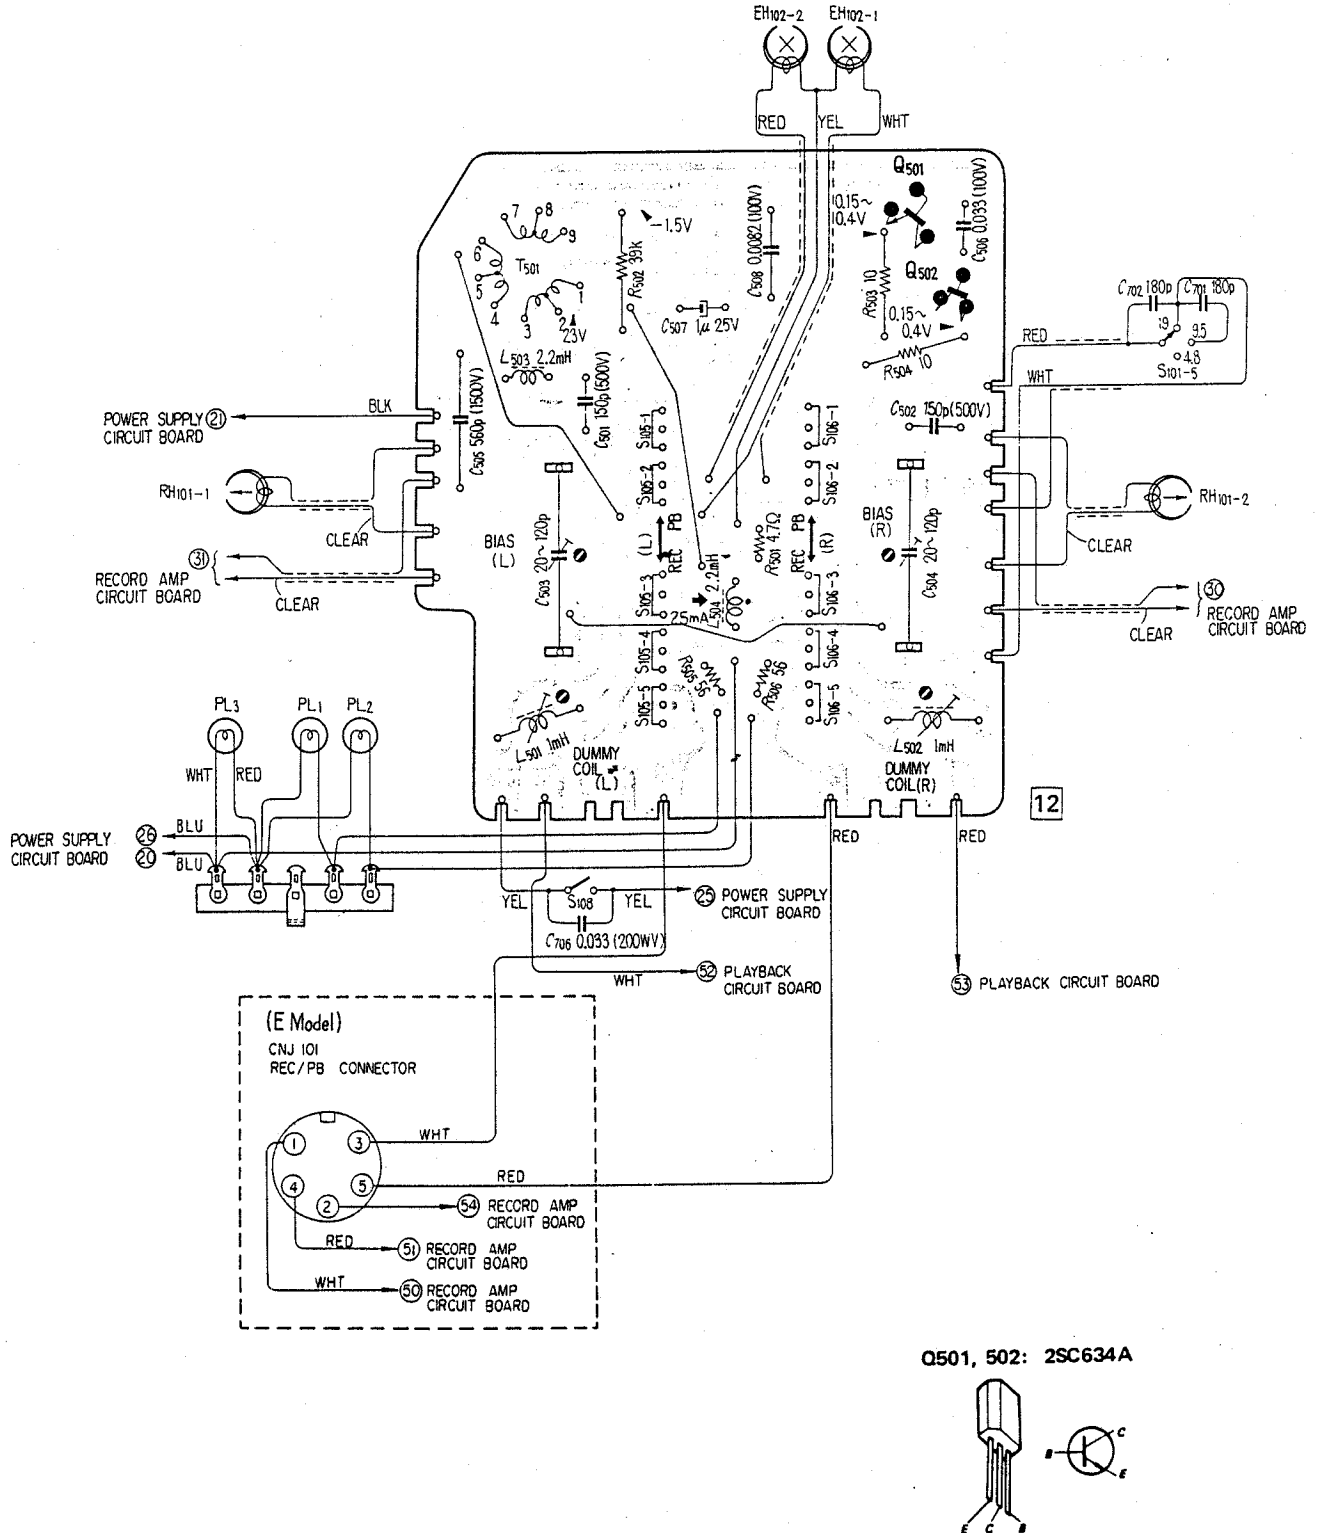 EH102-2 EH102-1
RED YEL WHT
Q501
0.15~
0.4V
C506 0.033 (100V)
C508 0.0082 (100V)
-1.5V
R502 39k
7 8 9
6 T501
5 1
4 3 2
23V
Q502
R503 10
0.15~
0.4V
R504 10
C507 1μ 25V
L503 2.2mH
C501 150p (500V)
C505 560p (1500V)
C702 180p C701 180p
19 9.5
4.8
S101-5
RED
WHT
C502 150p(500V)
POWER SUPPLY 21
CIRCUIT BOARD
BLK
S105-1
S105-2
S106-1
S106-2
RH101-1
RH101-2
CLEAR
CLEAR
BIAS
(L)
C503 20~120p
(L)
PB
REC
R501 4.7Ω
PB
REC
(R)
BIAS
(R)
C504 20~120p
31
RECORD AMP
CIRCUIT BOARD
CLEAR
30
RECORD AMP
CIRCUIT BOARD
CLEAR
S105-3
25mA
L504 2.2mH
S106-3
S105-4
S106-4
R505 56
R506 56
S105-5
S106-5
L501 1mH
DUMMY
COIL
(L)
L502 1mH
DUMMY
COIL(R)
12
PL3 PL1 PL2
WHT RED
POWER SUPPLY 26 BLU
CIRCUIT BOARD 20 BLU
RED
RED
YEL S108 YEL 25 POWER SUPPLY
CIRCUIT BOARD
C706 0.033 (200WV)
WHT 52 PLAYBACK
CIRCUIT BOARD
53 PLAYBACK CIRCUIT BOARD
(E Model)
CNJ 101
REC/PB CONNECTOR
1 3
WHT
4 5
RED
2
54 RECORD AMP
CIRCUIT BOARD
RED 51 RECORD AMP
CIRCUIT BOARD
WHT 50 RECORD AMP
CIRCUIT BOARD
Q501, 502: 2SC634A
B C
E
E C B